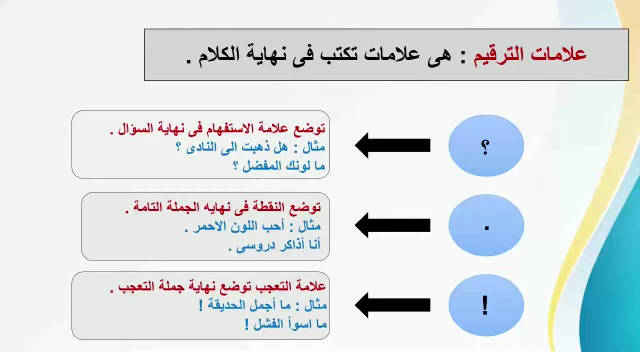 علامات الترقيم : هى علامات تكتب فى نهاية الكلام .
؟
توضع علامة الاستفهام فى نهاية السؤال .
مثال : هل ذهبت الى النادى ؟
ما لونك المفضل ؟
.
توضع النقطة فى نهايه الجملة التامة .
مثال : أحب اللون الاحمر .
أنا أذاكر دروسى .
!
علامة التعجب توضع نهاية جملة التعجب .
مثال : ما أجمل الحديقة !
ما اسوأ الفشل !